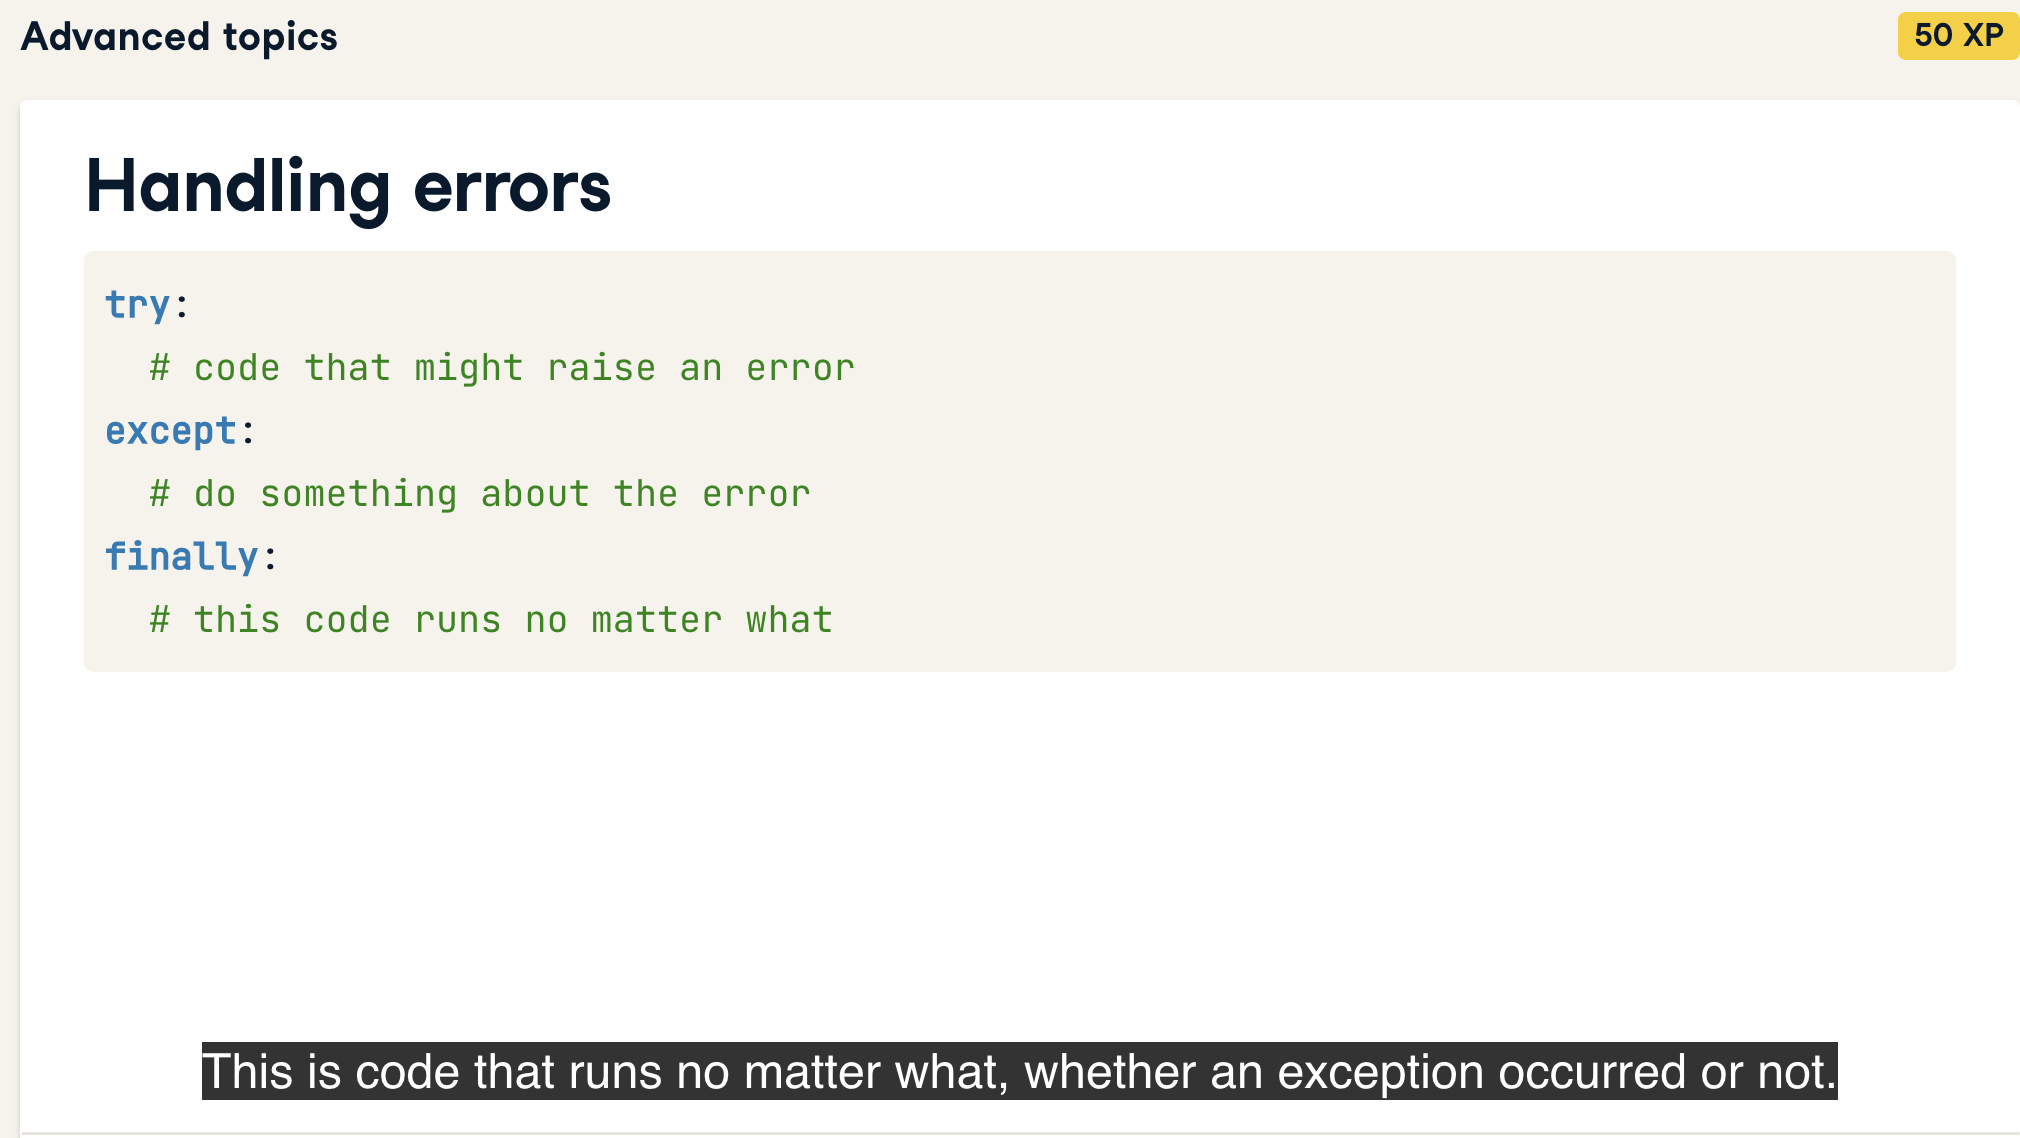 Advanced topics
50 XP
Handling errors
try:
  # code that might raise an error
except:
  # do something about the error
finally:
  # this code runs no matter what
This is code that runs no matter what, whether an exception occurred or not.